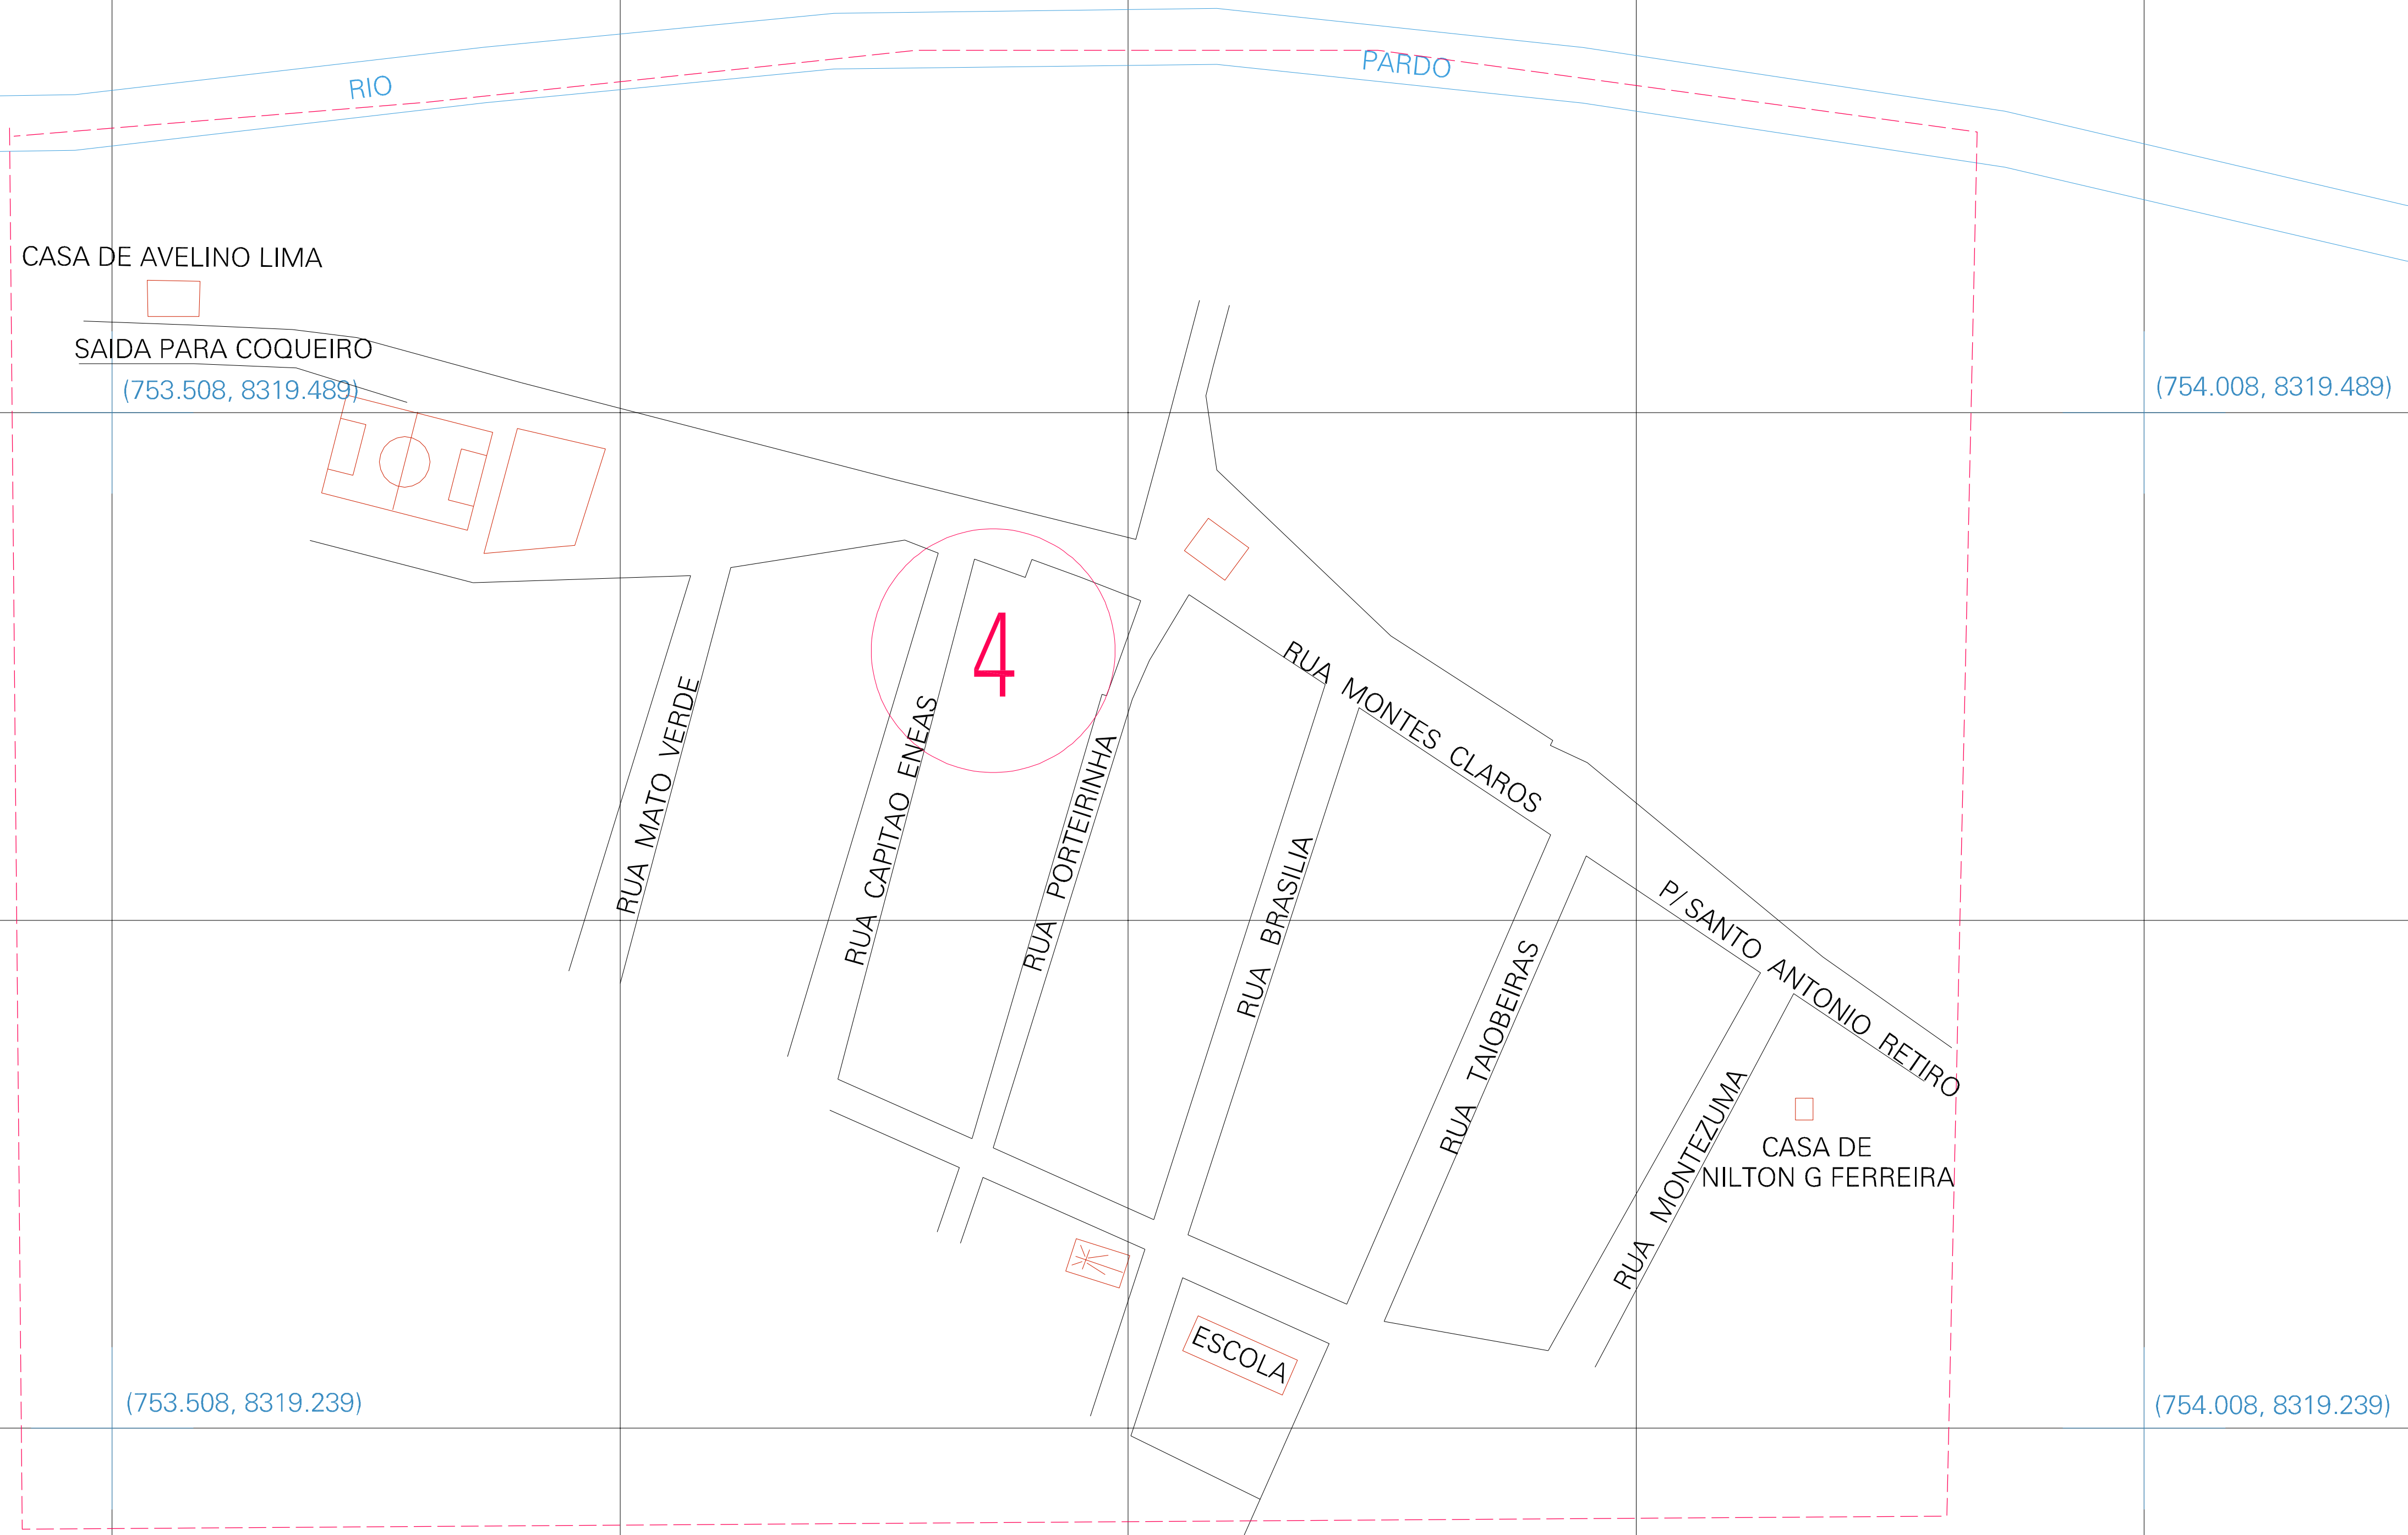 RIO
PARDO
CASA DE AVELINO LIMA
SAIDA PARA COQUEIRO
(753.508, 8319.489)
(754.008, 8319.489)
4
RUA MONTES CLAROS
RUA MATO VERDE
RUA CAPITAO ENEAS
RUA PORTEIRINHA
RUA BRASILIA
RUA TAIOBEIRAS
P/ SANTO ANTONIO RETIRO
RUA MONTEZUMA
CASA DE
NILTON G FERREIRA
ESCOLA
(753.508, 8319.239)
(754.008, 8319.239)